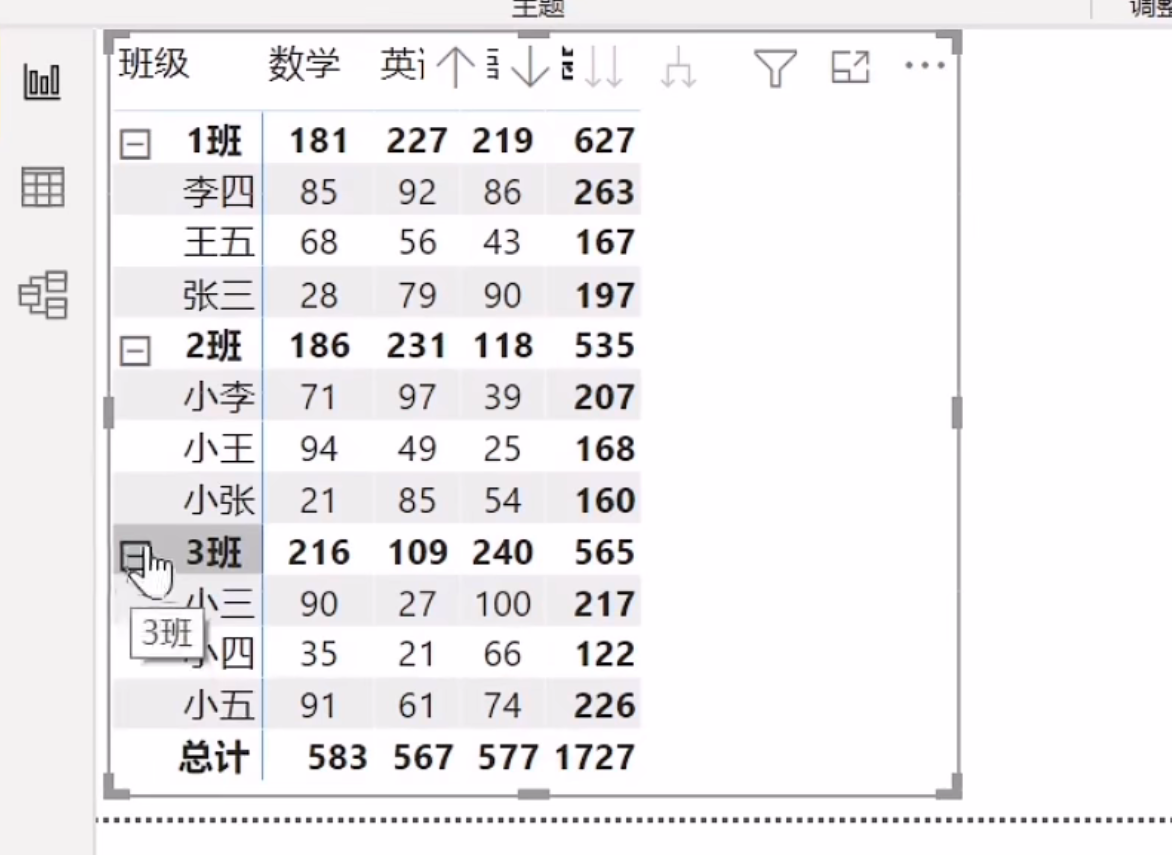 主题
调整
班级 数学 英
1班 181 227 219 627
李四 85 92 86 263
王五 68 56 43 167
张三 28 79 90 197
2班 186 231 118 535
小李 71 97 39 207
小王 94 49 25 168
小张 21 85 54 160
3班 216 109 240 565
小三 90 27 100 217
3班
小四 35 21 66 122
小五 91 61 74 226
总计 583 567 577 1727